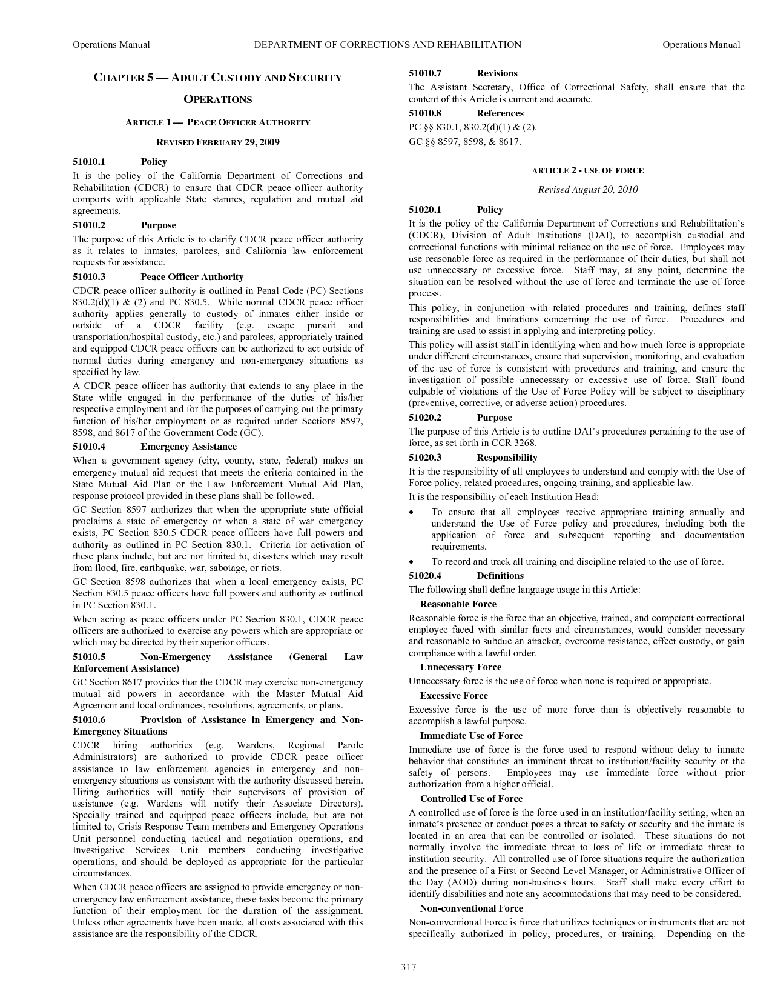 Operations Manual DEPARTMENT OF CORRECTIONS AND REHABILITATION Operations Manual
CHAPTER 5 — ADULT CUSTODY AND SECURITY
OPERATIONS
ARTICLE 1 — PEACE OFFICER AUTHORITY
REVISED FEBRUARY 29, 2009
51010.1 Policy
It is the policy of the California Department of Corrections and
Rehabilitation (CDCR) to ensure that CDCR peace officer authority
comports with applicable State statutes, regulation and mutual aid
agreements.
51010.2 Purpose
The purpose of this Article is to clarify CDCR peace officer authority
as it relates to inmates, parolees, and California law enforcement
requests for assistance.
51010.3 Peace Officer Authority
CDCR peace officer authority is outlined in Penal Code (PC) Sections
830.2(d)(1) & (2) and PC 830.5. While normal CDCR peace officer
authority applies generally to custody of inmates either inside or
outside of a CDCR facility (e.g. escape pursuit and
transportation/hospital custody, etc.) and parolees, appropriately trained
and equipped CDCR peace officers can be authorized to act outside of
normal duties during emergency and non-emergency situations as
specified by law.
A CDCR peace officer has authority that extends to any place in the
State while engaged in the performance of the duties of his/her
respective employment and for the purposes of carrying out the primary
function of his/her employment or as required under Sections 8597,
8598, and 8617 of the Government Code (GC).
51010.4 Emergency Assistance
When a government agency (city, county, state, federal) makes an
emergency mutual aid request that meets the criteria contained in the
State Mutual Aid Plan or the Law Enforcement Mutual Aid Plan,
response protocol provided in these plans shall be followed.
GC Section 8597 authorizes that when the appropriate state official
proclaims a state of emergency or when a state of war emergency
exists, PC Section 830.5 CDCR peace officers have full powers and
authority as outlined in PC Section 830.1. Criteria for activation of
these plans include, but are not limited to, disasters which may result
from flood, fire, earthquake, war, sabotage, or riots.
GC Section 8598 authorizes that when a local emergency exists, PC
Section 830.5 peace officers have full powers and authority as outlined
in PC Section 830.1.
When acting as peace officers under PC Section 830.1, CDCR peace
officers are authorized to exercise any powers which are appropriate or
which may be directed by their superior officers.
51010.5 Non-Emergency Assistance (General Law
Enforcement Assistance)
GC Section 8617 provides that the CDCR may exercise non-emergency
mutual aid powers in accordance with the Master Mutual Aid
Agreement and local ordinances, resolutions, agreements, or plans.
51010.6 Provision of Assistance in Emergency and Non-
Emergency Situations
CDCR hiring authorities (e.g. Wardens, Regional Parole
Administrators) are authorized to provide CDCR peace officer
assistance to law enforcement agencies in emergency and non-
emergency situations as consistent with the authority discussed herein.
Hiring authorities will notify their supervisors of provision of
assistance (e.g. Wardens will notify their Associate Directors).
Specially trained and equipped peace officers include, but are not
limited to, Crisis Response Team members and Emergency Operations
Unit personnel conducting tactical and negotiation operations, and
Investigative Services Unit members conducting investigative
operations, and should be deployed as appropriate for the particular
circumstances.
When CDCR peace officers are assigned to provide emergency or non-
emergency law enforcement assistance, these tasks become the primary
function of their employment for the duration of the assignment.
Unless other agreements have been made, all costs associated with this
assistance are the responsibility of the CDCR.
51010.7 Revisions
The Assistant Secretary, Office of Correctional Safety, shall ensure that the
content of this Article is current and accurate.
51010.8 References
PC §§ 830.1, 830.2(d)(1) & (2).
GC §§ 8597, 8598, & 8617.
ARTICLE 2 - USE OF FORCE
Revised August 20, 2010
51020.1 Policy
It is the policy of the California Department of Corrections and Rehabilitation’s
(CDCR), Division of Adult Institutions (DAI), to accomplish custodial and
correctional functions with minimal reliance on the use of force. Employees may
use reasonable force as required in the performance of their duties, but shall not
use unnecessary or excessive force. Staff may, at any point, determine the
situation can be resolved without the use of force and terminate the use of force
process.
This policy, in conjunction with related procedures and training, defines staff
responsibilities and limitations concerning the use of force. Procedures and
training are used to assist in applying and interpreting policy.
This policy will assist staff in identifying when and how much force is appropriate
under different circumstances, ensure that supervision, monitoring, and evaluation
of the use of force is consistent with procedures and training, and ensure the
investigation of possible unnecessary or excessive use of force. Staff found
culpable of violations of the Use of Force Policy will be subject to disciplinary
(preventive, corrective, or adverse action) procedures.
51020.2 Purpose
The purpose of this Article is to outline DAI’s procedures pertaining to the use of
force, as set forth in CCR 3268.
51020.3 Responsibility
It is the responsibility of all employees to understand and comply with the Use of
Force policy, related procedures, ongoing training, and applicable law.
It is the responsibility of each Institution Head:
• To ensure that all employees receive appropriate training annually and
understand the Use of Force policy and procedures, including both the
application of force and subsequent reporting and documentation
requirements.
• To record and track all training and discipline related to the use of force.
51020.4 Definitions
The following shall define language usage in this Article:
Reasonable Force
Reasonable force is the force that an objective, trained, and competent correctional
employee faced with similar facts and circumstances, would consider necessary
and reasonable to subdue an attacker, overcome resistance, effect custody, or gain
compliance with a lawful order.
Unnecessary Force
Unnecessary force is the use of force when none is required or appropriate.
Excessive Force
Excessive force is the use of more force than is objectively reasonable to
accomplish a lawful purpose.
Immediate Use of Force
Immediate use of force is the force used to respond without delay to inmate
behavior that constitutes an imminent threat to institution/facility security or the
safety of persons. Employees may use immediate force without prior
authorization from a higher official.
Controlled Use of Force
A controlled use of force is the force used in an institution/facility setting, when an
inmate’s presence or conduct poses a threat to safety or security and the inmate is
located in an area that can be controlled or isolated. These situations do not
normally involve the immediate threat to loss of life or immediate threat to
institution security. All controlled use of force situations require the authorization
and the presence of a First or Second Level Manager, or Administrative Officer of
the Day (AOD) during non-business hours. Staff shall make every effort to
identify disabilities and note any accommodations that may need to be considered.
Non-conventional Force
Non-conventional Force is force that utilizes techniques or instruments that are not
specifically authorized in policy, procedures, or training. Depending on the
317